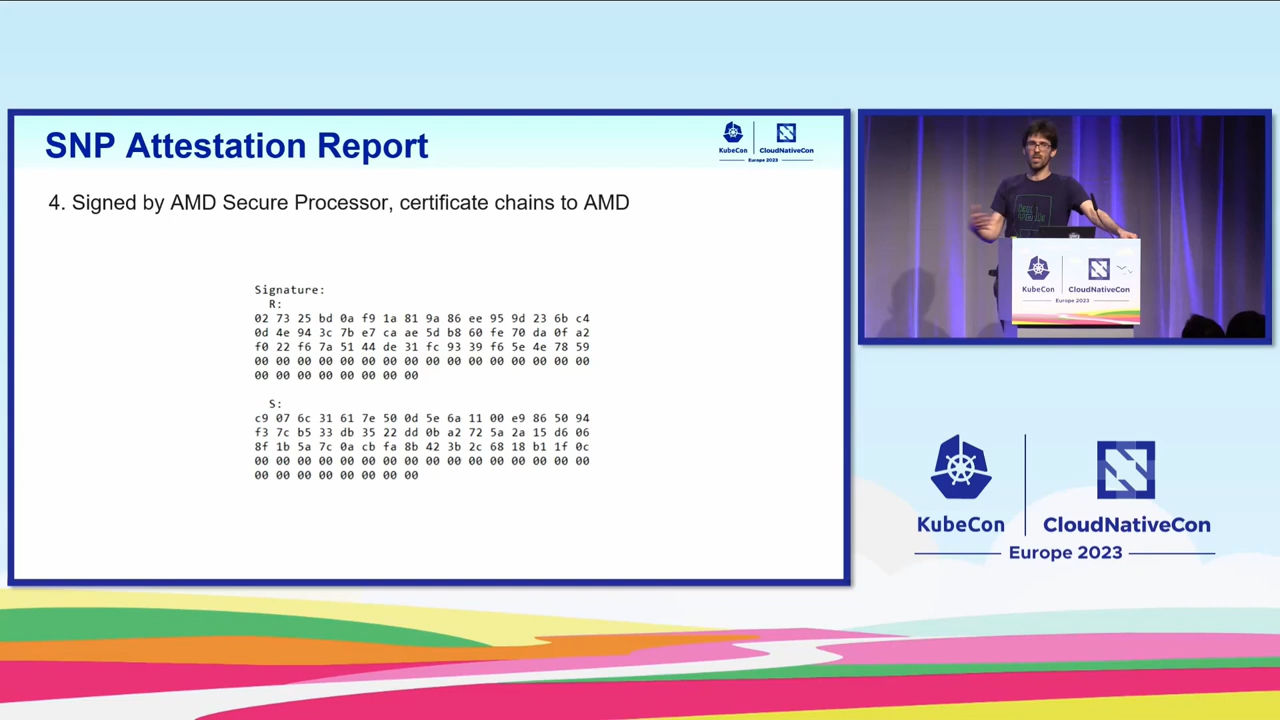 SNP Attestation Report
KubeCon
CloudNativeCon
Europe 2023
4. Signed by AMD Secure Processor, certificate chains to AMD
Signature:
R:
02 73 25 bd 0a f9 1a 81 9a 86 ee 95 9d 23 6b c4
0d 4e 94 3c 7b e7 ca ae 5d b8 60 fe 70 da 0f a2
f0 22 f6 7a 51 44 de 31 fc 93 39 f6 5e 4e 78 59
00 00 00 00 00 00 00 00 00 00 00 00 00 00 00 00
00 00 00 00 00 00 00 00
S:
c9 07 6c 31 61 7e 50 0d 5e 6a 11 00 e9 86 50 94
f3 7c b5 33 db 35 22 dd 0b a2 72 5a 2a 15 d6 06
8f 1b 5a 7c 0a cb fa 8b 42 3b 2c 68 18 b1 1f 0c
00 00 00 00 00 00 00 00 00 00 00 00 00 00 00 00
00 00 00 00 00 00 00 00
KubeCon
CloudNativeCon
Europe 2023
KubeCon
CloudNativeCon
Europe 2023